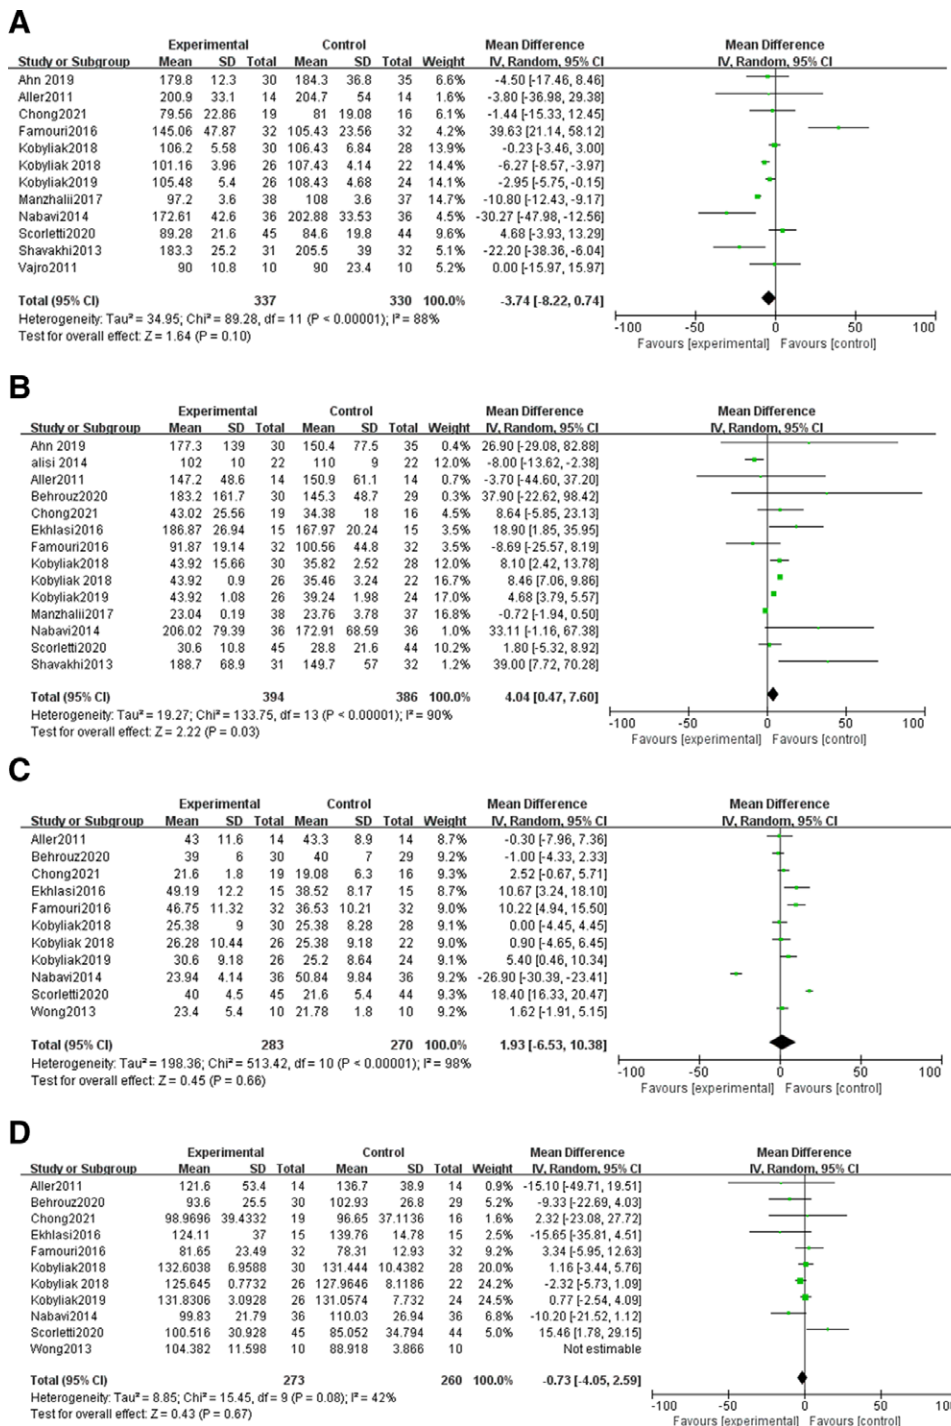 A
Experimental Control Mean Difference Mean Difference
Study or Subgroup Mean SD Total Mean SD Total Weight IV, Random, 95% CI IV, Random, 95% CI
Ahn 2019 179.8 12.3 30 184.3 36.8 35 6.6% -4.50 [-17.46, 8.46]
Aller2011 200.9 33.1 14 204.7 54 14 1.6% -3.80 [-36.98, 29.38]
Chong2021 79.56 22.86 19 81 19.08 16 6.1% -1.44 [-15.33, 12.45]
Famouri2016 145.06 47.87 32 105.43 23.56 32 4.2% 39.63 [21.14, 58.12]
Kobyliak2018 106.2 5.58 30 106.43 6.84 28 13.9% -0.23 [-3.46, 3.00]
Kobyliak 2018 101.16 3.96 26 107.43 4.14 22 14.4% -6.27 [-8.57, -3.97]
Kobyliak2019 105.48 5.4 26 108.43 4.68 24 14.1% -2.95 [-5.75, -0.15]
Manzhalii2017 97.2 3.6 38 108 3.6 37 14.7% -10.80 [-12.43, -9.17]
Nabavi2014 172.61 42.6 36 202.88 33.53 36 4.5% -30.27 [-47.98, -12.56]
Scorletti2020 89.28 21.6 45 84.6 19.8 44 9.4% 4.68 [-3.93, 13.29]
Shavakhi2013 183.3 25.2 31 205.5 39 32 5.1% -22.20 [-38.36, -6.04]
Vajro2011 90 10.8 10 90 23.4 10 5.2% 0.00 [-15.97, 15.97]
Total (95% CI) 337 330 100.0% -3.74 [-8.22, 0.74]
Heterogeneity: Tau² = 34.95; Chi² = 89.28, df = 11 (P < 0.00001); I² = 88%
Test for overall effect: Z = 1.64 (P = 0.10)
-100 -50 0 50 100
Favours [experimental] Favours [control]
B
Experimental Control Mean Difference Mean Difference
Study or Subgroup Mean SD Total Mean SD Total Weight IV, Random, 95% CI IV, Random, 95% CI
Ahn 2019 177.3 139 30 150.4 77.5 35 0.4% 26.90 [-29.08, 82.88]
alisi 2014 102 10 22 110 9 22 12.0% -8.00 [-13.62, -2.38]
Aller2011 147.2 48.6 14 150.9 61.1 14 0.7% -3.70 [-44.60, 37.20]
Behrouz2020 183.2 161.7 30 145.3 48.7 29 0.3% 37.90 [-22.62, 98.42]
Chong2021 43.02 25.56 19 34.38 18 16 4.5% 8.64 [-5.85, 23.13]
Ekhlasi2016 186.87 26.94 15 167.97 20.24 15 3.5% 18.90 [1.85, 35.95]
Famouri2016 91.87 19.14 32 100.56 44.8 32 3.5% -8.69 [-25.57, 8.19]
Kobyliak2018 43.92 15.66 30 35.82 2.52 28 12.0% 8.10 [2.42, 13.78]
Kobyliak 2018 43.92 0.9 26 35.46 3.24 22 16.7% 8.46 [7.06, 9.86]
Kobyliak2019 43.92 1.08 26 39.24 1.98 24 17.1% 4.68 [3.79, 5.57]
Manzhalii2017 23.04 0.19 38 23.76 3.78 37 16.8% -0.72 [-1.94, 0.50]
Nabavi2014 206.02 79.39 36 172.91 68.59 36 1.0% 33.11 [-1.16, 67.38]
Scorletti2020 30.6 10.8 45 28.8 21.6 44 10.2% 1.80 [-5.32, 8.92]
Shavakhi2013 188.7 68.9 31 149.7 57 32 1.2% 39.00 [7.72, 70.28]
Total (95% CI) 394 386 100.0% 4.04 [0.47, 7.60]
Heterogeneity: Tau² = 19.27; Chi² = 133.75, df = 13 (P < 0.00001); I² = 90%
Test for overall effect: Z = 2.22 (P = 0.03)
-100 -50 0 50 100
Favours [experimental] Favours [control]
C
Experimental Control Mean Difference Mean Difference
Study or Subgroup Mean SD Total Mean SD Total Weight IV, Random, 95% CI IV, Random, 95% CI
Aller2011 43 11.6 14 43.3 8.9 14 8.7% -0.30 [-7.96, 7.36]
Behrouz2020 39 6 30 40 7 29 9.2% -1.00 [-4.33, 2.33]
Chong2021 21.6 1.8 19 19.08 6.3 16 9.3% 2.52 [-0.67, 5.71]
Ekhlasi2016 49.19 12.2 15 38.52 8.17 15 8.7% 10.67 [3.24, 18.10]
Famouri2016 46.75 11.32 32 36.53 10.21 32 9.0% 10.22 [4.94, 15.50]
Kobyliak2018 25.38 9 30 25.38 8.28 28 9.1% 0.00 [-4.45, 4.45]
Kobyliak 2018 26.28 10.44 26 25.38 9.18 22 9.0% 0.90 [-4.65, 6.45]
Kobyliak2019 30.6 9.18 26 25.2 8.64 24 9.1% 5.40 [0.46, 10.34]
Nabavi2014 23.94 4.14 36 50.84 9.84 36 9.2% -26.90 [-30.39, -23.41]
Scorletti2020 40 4.5 45 21.6 5.4 44 9.3% 18.40 [16.33, 20.47]
Wong2013 23.4 5.4 10 21.78 1.8 10 9.2% 1.62 [-1.91, 5.15]
Total (95% CI) 283 270 100.0% 1.93 [-6.53, 10.38]
Heterogeneity: Tau² = 198.36; Chi² = 513.42, df = 10 (P < 0.00001); I² = 98%
Test for overall effect: Z = 0.45 (P = 0.66)
-100 -50 0 50 100
Favours [experimental] Favours [control]
D
Experimental Control Mean Difference Mean Difference
Study or Subgroup Mean SD Total Mean SD Total Weight IV, Random, 95% CI IV, Random, 95% CI
Aller2011 121.6 53.4 14 136.7 38.9 14 0.9% -15.10 [-49.71, 19.51]
Behrouz2020 93.6 25.5 30 102.93 26.8 29 5.2% -9.33 [-22.69, 4.03]
Chong2021 98.9696 39.4332 19 96.65 37.1136 16 1.6% 2.32 [-23.08, 27.72]
Ekhlasi2016 124.11 37 15 139.76 14.78 15 2.5% -15.65 [-35.81, 4.51]
Famouri2016 81.65 23.49 32 78.31 12.93 32 9.3% 3.34 [-5.95, 12.63]
Kobyliak2018 132.6038 6.9588 30 131.444 10.4382 28 20.0% 1.16 [-3.44, 5.76]
Kobyliak 2018 125.645 0.7732 26 127.9646 8.1186 22 24.2% -2.32 [-5.73, 1.09]
Kobyliak2019 131.8306 3.0928 26 131.0574 7.732 24 24.5% 0.77 [-2.54, 4.09]
Nabavi2014 99.83 21.79 36 110.03 26.94 36 6.8% -10.20 [-21.52, 1.12]
Scorletti2020 100.516 30.928 45 85.052 34.794 44 5.0% 15.46 [1.78, 29.15]
Wong2013 104.382 11.598 10 88.918 3.866 10 Not estimable
Total (95% CI) 273 260 100.0% -0.73 [-4.05, 2.59]
Heterogeneity: Tau² = 8.85; Chi² = 15.45, df = 9 (P = 0.08); I² = 42%
Test for overall effect: Z = 0.43 (P = 0.67)
-100 -50 0 50 100
Favours [experimental] Favours [control]